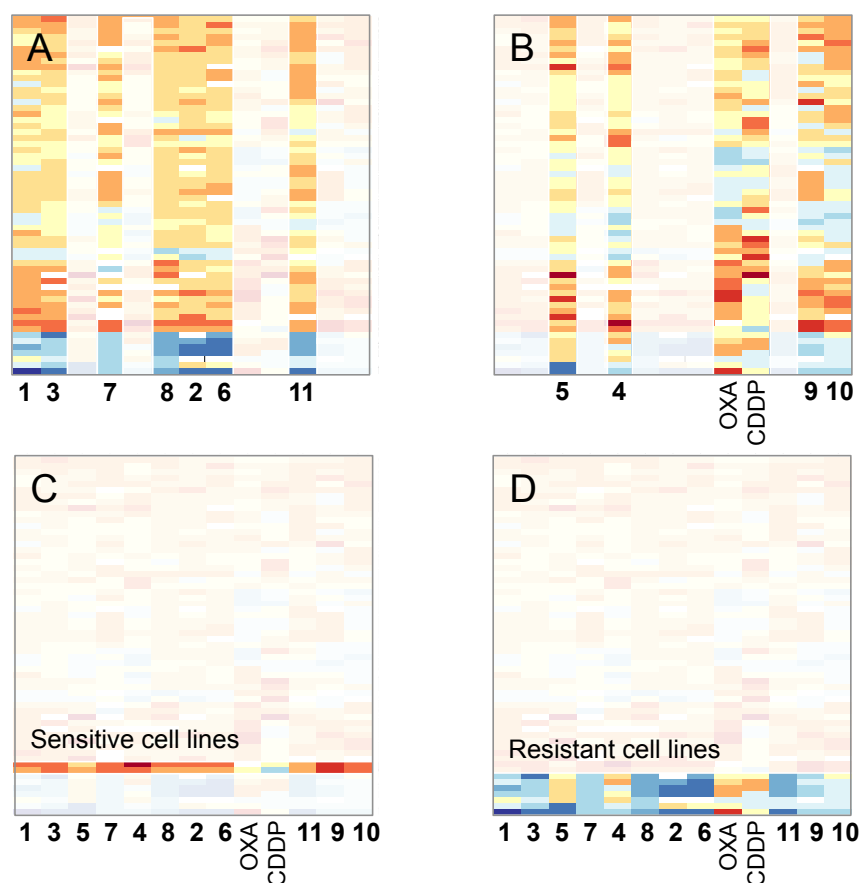 A
B
1 3 7 8 2 6 11
5 4 OXA CDDP 9 10
C
D
Sensitive cell lines
Resistant cell lines
1 3 5 7 4 8 2 6 OXA CDDP 11 9 10
1 3 5 7 4 8 2 6 OXA CDDP 11 9 10